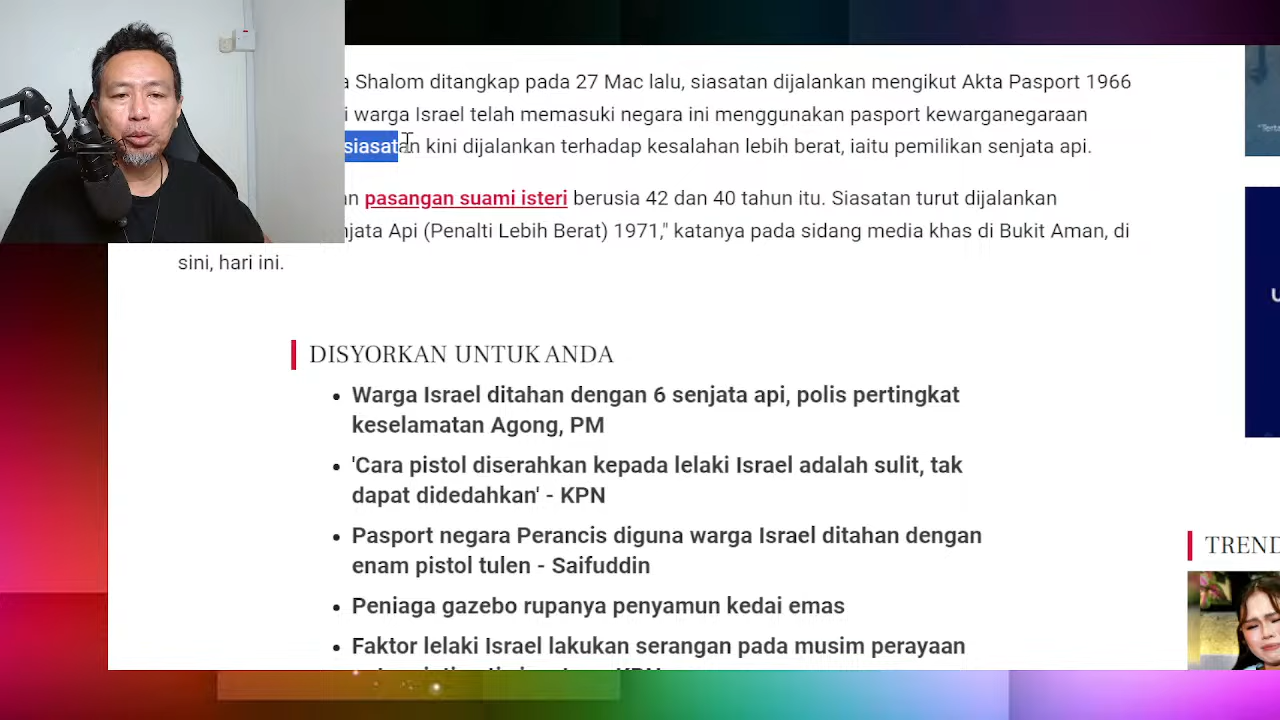 a Shalom ditangkap pada 27 Mac lalu, siasatan dijalankan mengikut Akta Pasport 1966
i warga Israel telah memasuki negara ini menggunakan pasport kewarganegaraan
siasatan kini dijalankan terhadap kesalahan lebih berat, iaitu pemilikan senjata api.
an pasangan suami isteri berusia 42 dan 40 tahun itu. Siasatan turut dijalankan
njata Api (Penalti Lebih Berat) 1971," katanya pada sidang media khas di Bukit Aman, di
sini, hari ini.
DISYORKAN UNTUK ANDA
• Warga Israel ditahan dengan 6 senjata api, polis pertingkat
keselamatan Agong, PM
• 'Cara pistol diserahkan kepada lelaki Israel adalah sulit, tak
dapat didedahkan' - KPN
• Pasport negara Perancis diguna warga Israel ditahan dengan
enam pistol tulen - Saifuddin
• Peniaga gazebo rupanya penyamun kedai emas
• Faktor lelaki Israel lakukan serangan pada musim perayaan
TREND